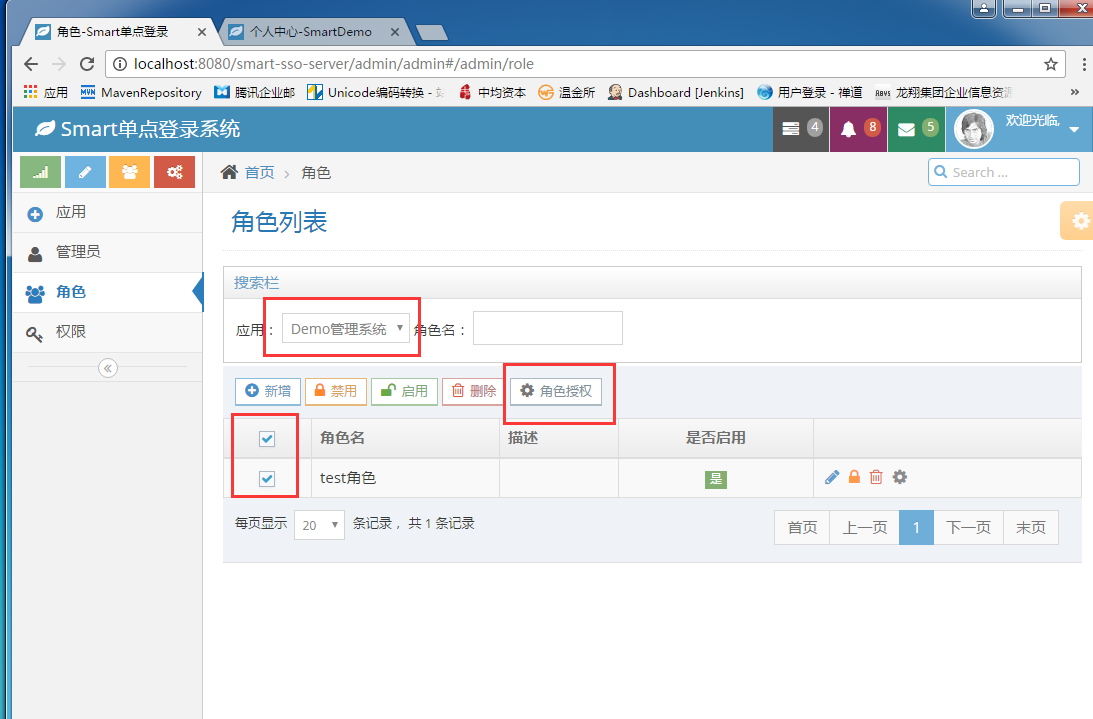 角色-Smart单点登录
个人中心-SmartDemo
localhost:8080/smart-sso-server/admin/admin#/admin/role
应用
MavenRepository
腾讯企业邮
Unicode编码转换 -
中均资本
温金所
Dashboard [Jenkins]
用户登录 - 禅道
龙翔集团企业信息资
»
Smart单点登录系统
4
8
5
欢迎光临,
首页
角色
Search ...
应用
管理员
角色
权限
角色列表
搜索栏
应用：
Demo管理系统
角色名：
新增
禁用
启用
删除
角色授权
角色名
描述
是否启用
test角色
是
每页显示
20
条记录 ，共 1 条记录
首页
上一页
1
下一页
末页